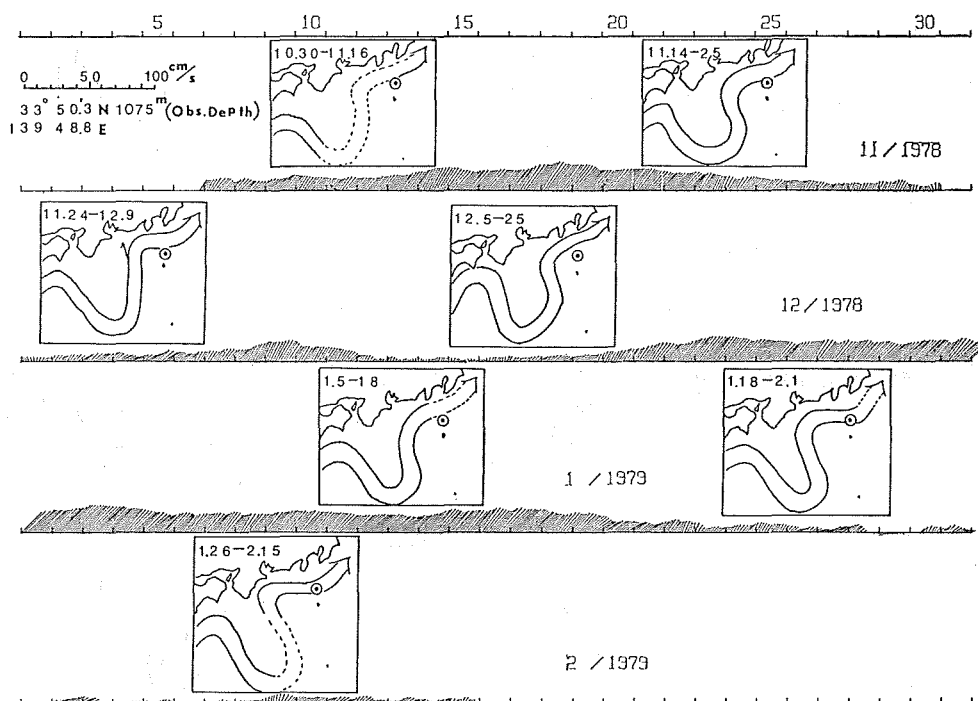 5 10 15 20 25 30
0 50 100 cm/s
33° 50.3' N 1075 m (Obs. Depth)
139 48.8 E
10.30-11.16
11.14-2.5
11/1978
11.24-12.9
12.5-25
12/1978
1.5-18
1.18-2.1
1/1979
1.26-2.15
2/1979